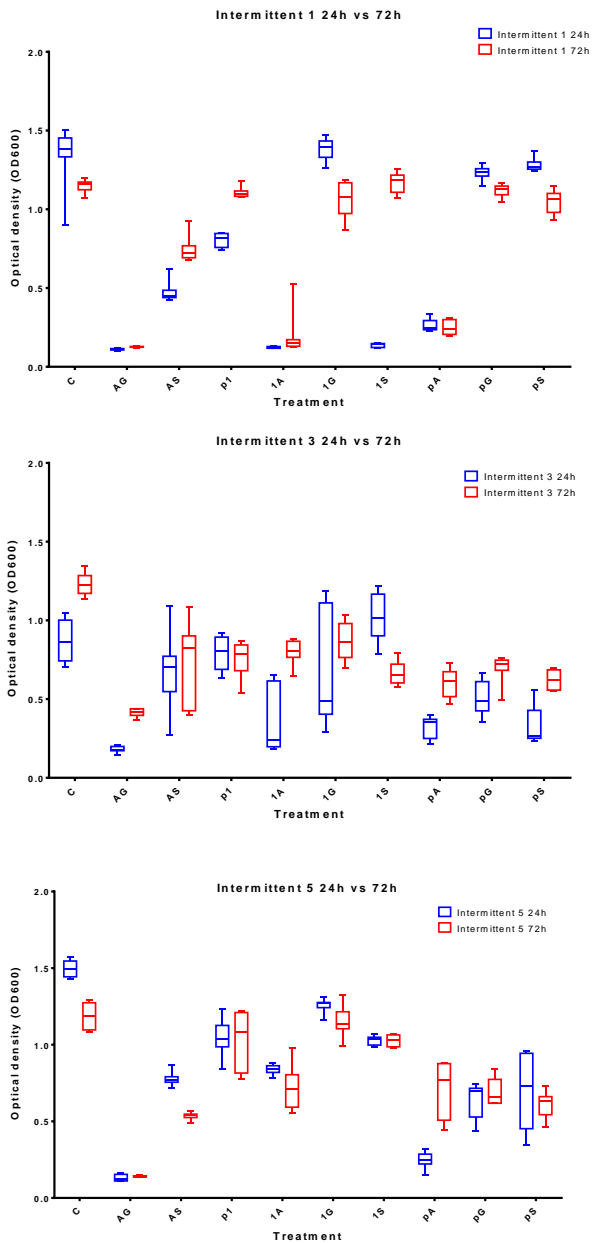 Intermittent 1 24h vs 72h
Intermittent 1 24h
Intermittent 1 72h
Optical density (OD600)
2.0
1.5
1.0
0.5
0.0
C AG AS p1 1A 1G 1S pA pG pS
Treatment
Intermittent 3 24h vs 72h
Intermittent 3 24h
Intermittent 3 72h
Optical density (OD600)
2.0
1.5
1.0
0.5
0.0
C AG AS p1 1A 1G 1S pA pG pS
Treatment
Intermittent 5 24h vs 72h
Intermittent 5 24h
Intermittent 5 72h
Optical density (OD600)
2.0
1.5
1.0
0.5
0.0
C AG AS p1 1A 1G 1S pA pG pS
Treatment